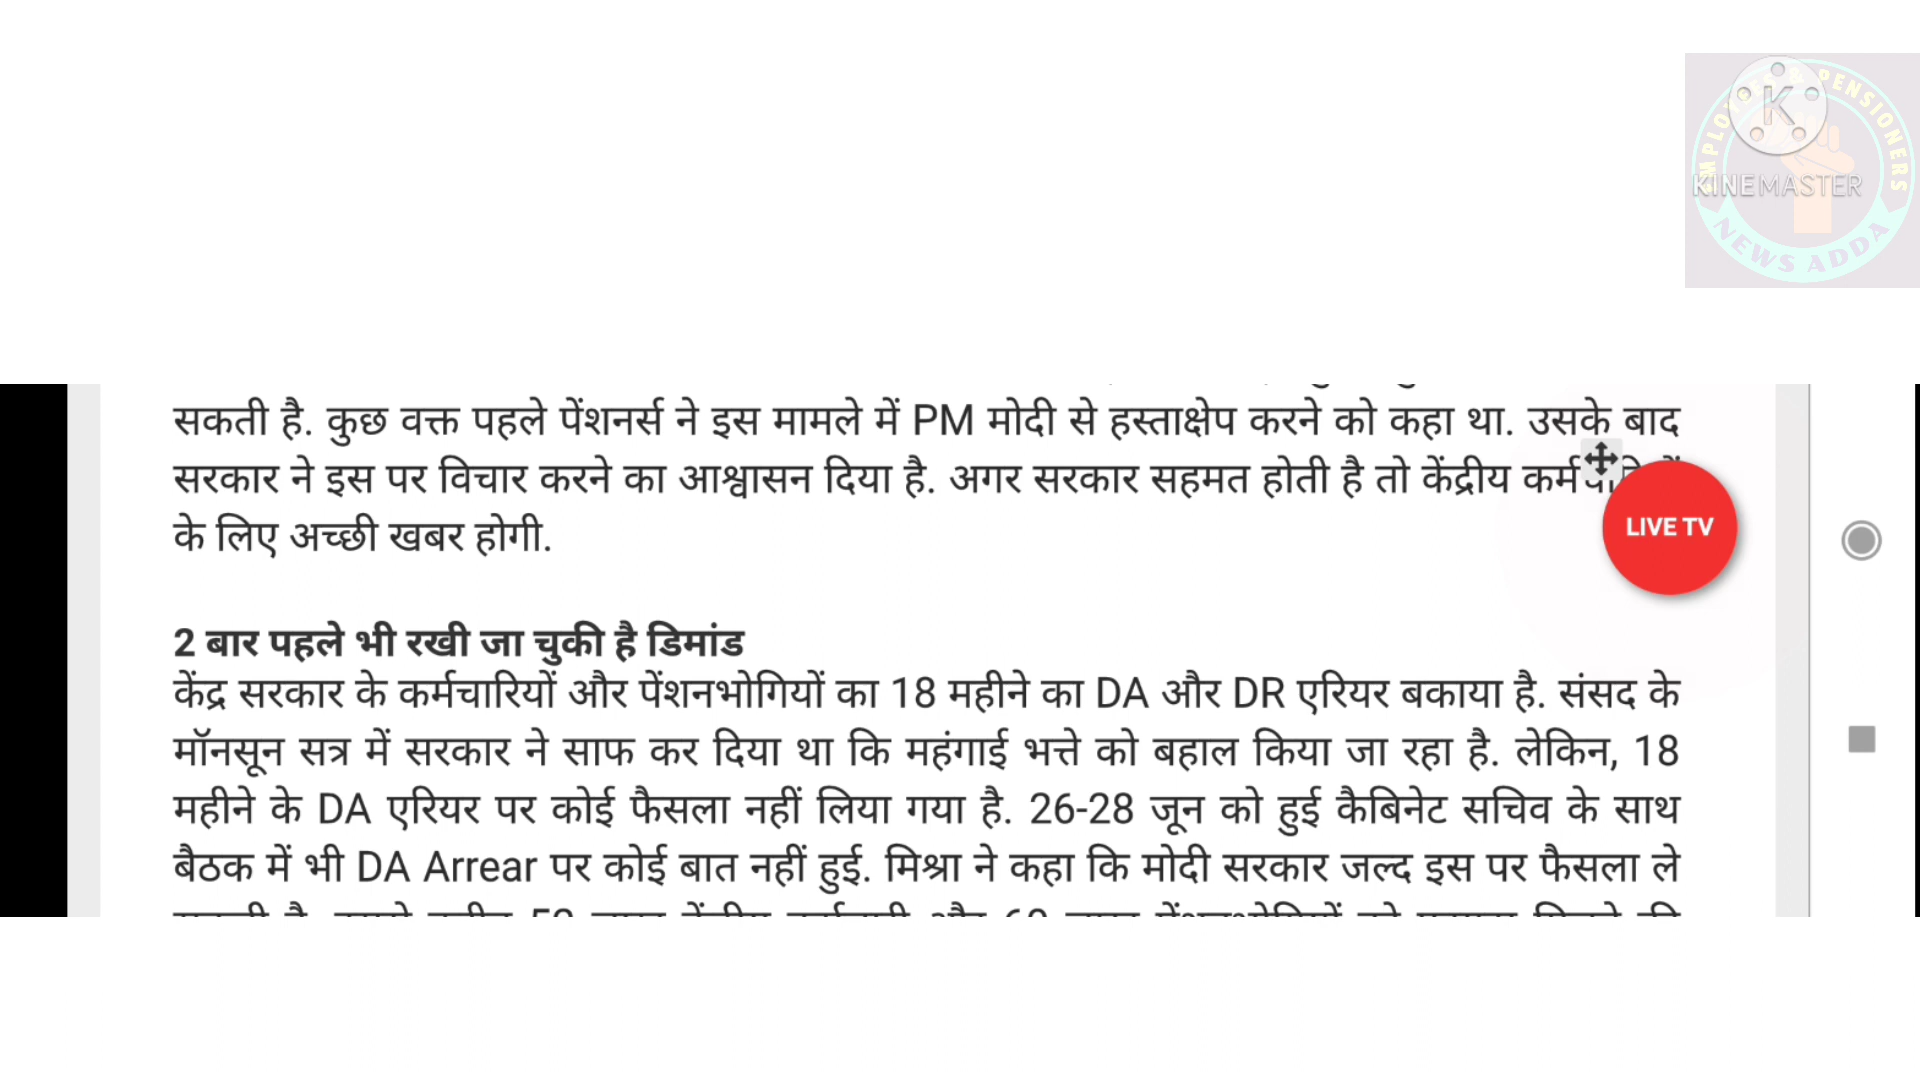 EMPLOYEES & PENSIONERS
K
KINEMASTER
NEWS ADDA
सकती है. कुछ वक्त पहले पेंशनर्स ने इस मामले में PM मोदी से हस्ताक्षेप करने को कहा था. उसके बाद
सरकार ने इस पर विचार करने का आश्वासन दिया है. अगर सरकार सहमत होती है तो केंद्रीय
के लिए अच्छी खबर होगी.
LIVE TV
2 बार पहले भी रखी जा चुकी है डिमांड
केंद्र सरकार के कर्मचारियों और पेंशनभोगियों का 18 महीने का DA और DR एरियर बकाया है. संसद के
मॉनसून सत्र में सरकार ने साफ कर दिया था कि महंगाई भत्ते को बहाल किया जा रहा है. लेकिन, 18
महीने के DA एरियर पर कोई फैसला नहीं लिया गया है. 26-28 जून को हुई कैबिनेट सचिव के साथ
बैठक में भी DA Arrear पर कोई बात नहीं हुई. मिश्रा ने कहा कि मोदी सरकार जल्द इस पर फैसला ले